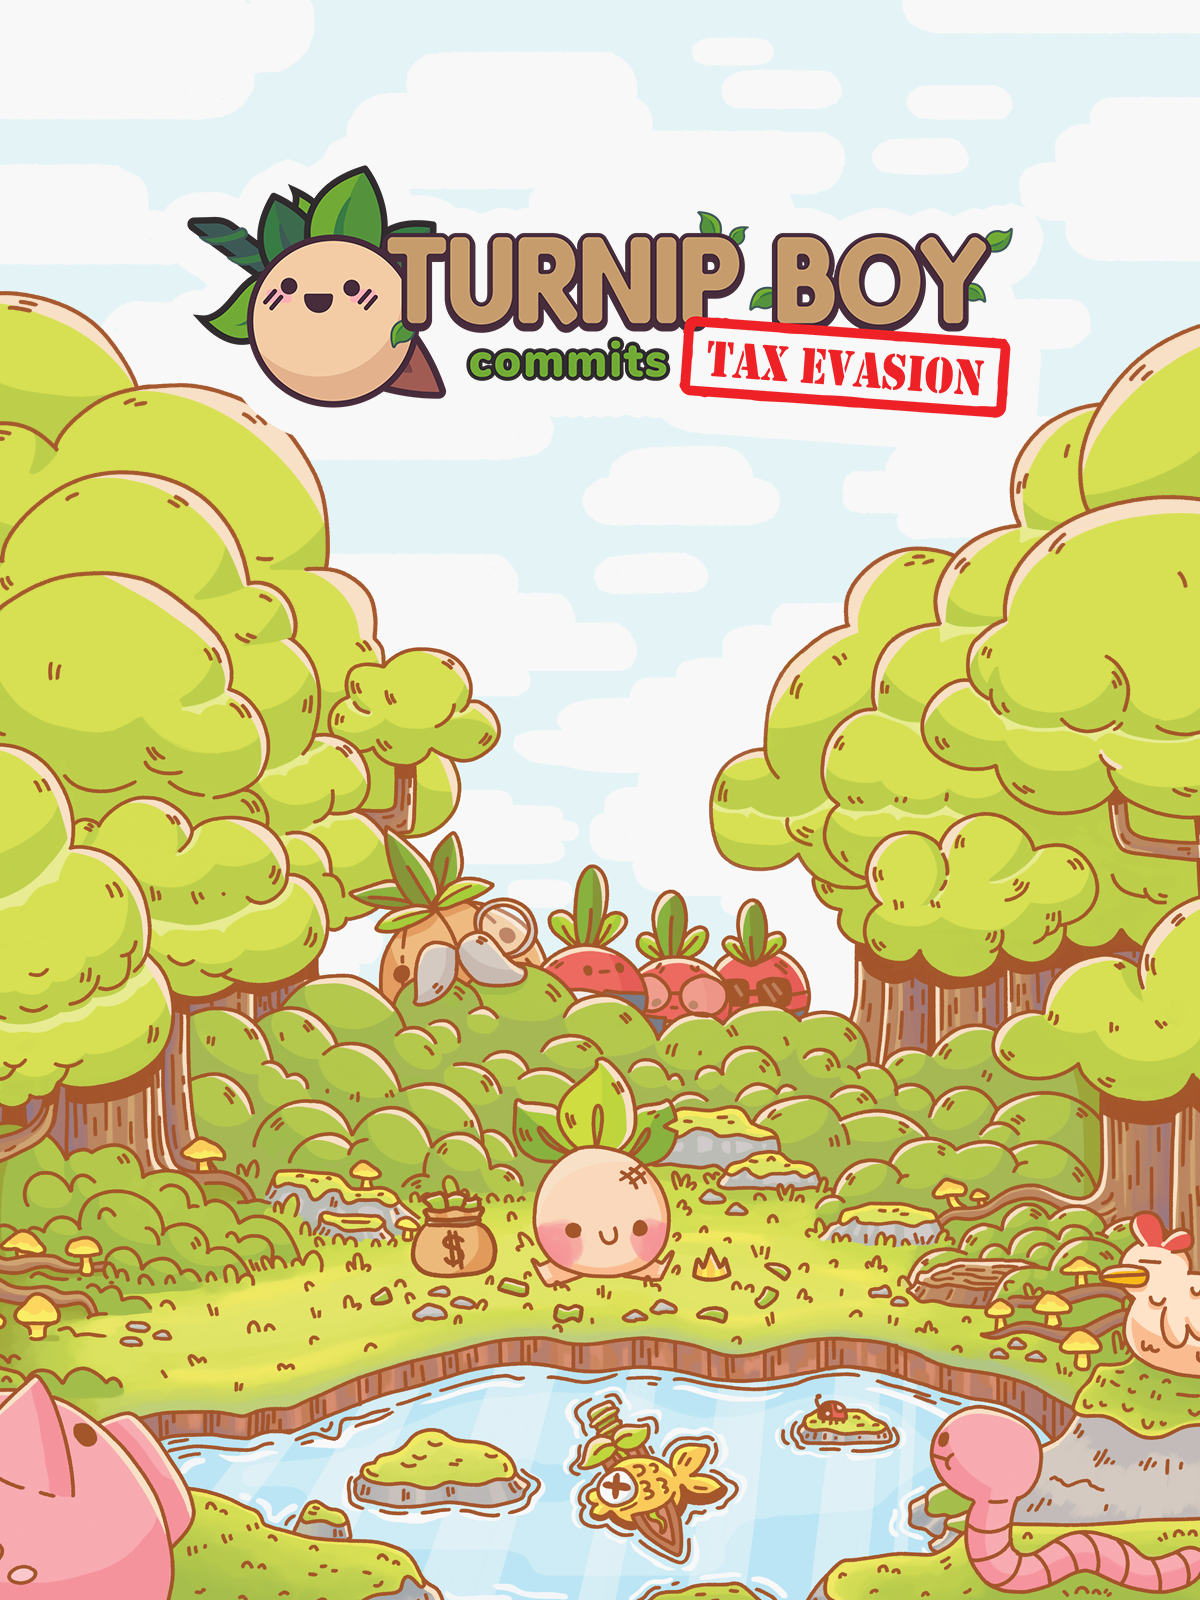 TURNIP BOY
commits TAX EVASION
$